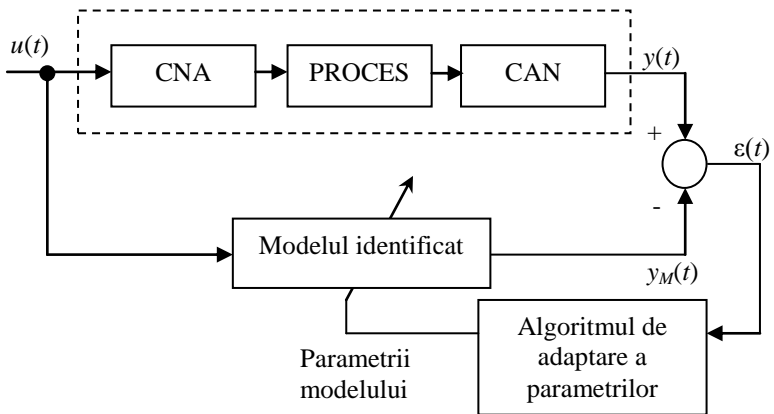 u(t)
CNA
PROCES
CAN
y(t)
+
ε(t)
-
Modelul identificat
y_M(t)
Parametrii
modelului
Algoritmul de
adaptare a
parametrilor